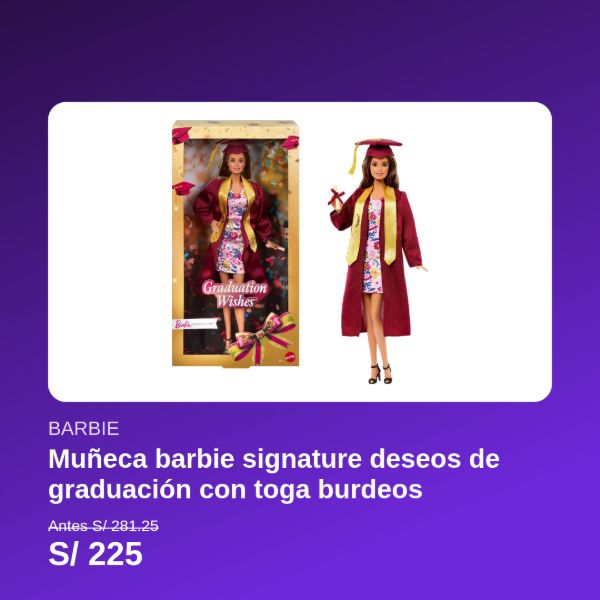 Graduation
Wishes
Barbie
BARBIE
Muñeca barbie signature deseos de
graduación con toga burdeos
Antes S/ 281.25
S/ 225